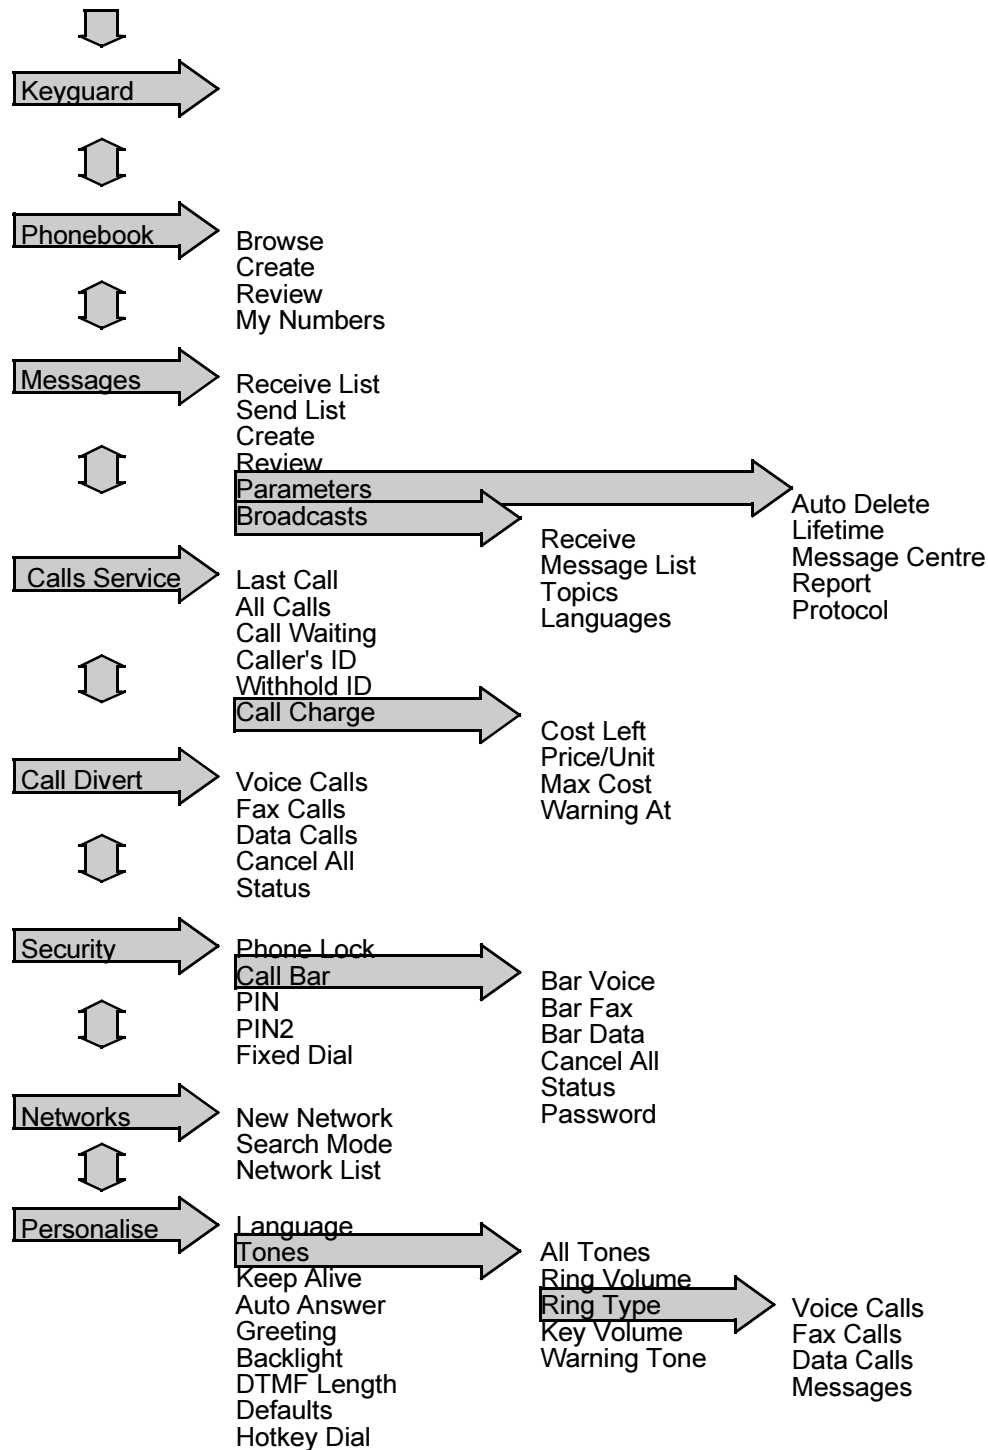 Keyguard
Phonebook
Browse
Create
Review
My Numbers
Messages
Receive List
Send List
Create
Review
Parameters
Auto Delete
Lifetime
Message Centre
Report
Protocol
Broadcasts
Receive
Message List
Topics
Languages
Calls Service
Last Call
All Calls
Call Waiting
Caller's ID
Withhold ID
Call Charge
Cost Left
Price/Unit
Max Cost
Warning At
Call Divert
Voice Calls
Fax Calls
Data Calls
Cancel All
Status
Security
Phone Lock
Call Bar
Bar Voice
Bar Fax
Bar Data
Cancel All
Status
Password
PIN
PIN2
Fixed Dial
Networks
New Network
Search Mode
Network List
Personalise
Language
Tones
All Tones
Ring Volume
Ring Type
Voice Calls
Fax Calls
Data Calls
Messages
Key Volume
Warning Tone
Keep Alive
Auto Answer
Greeting
Backlight
DTMF Length
Defaults
Hotkey Dial